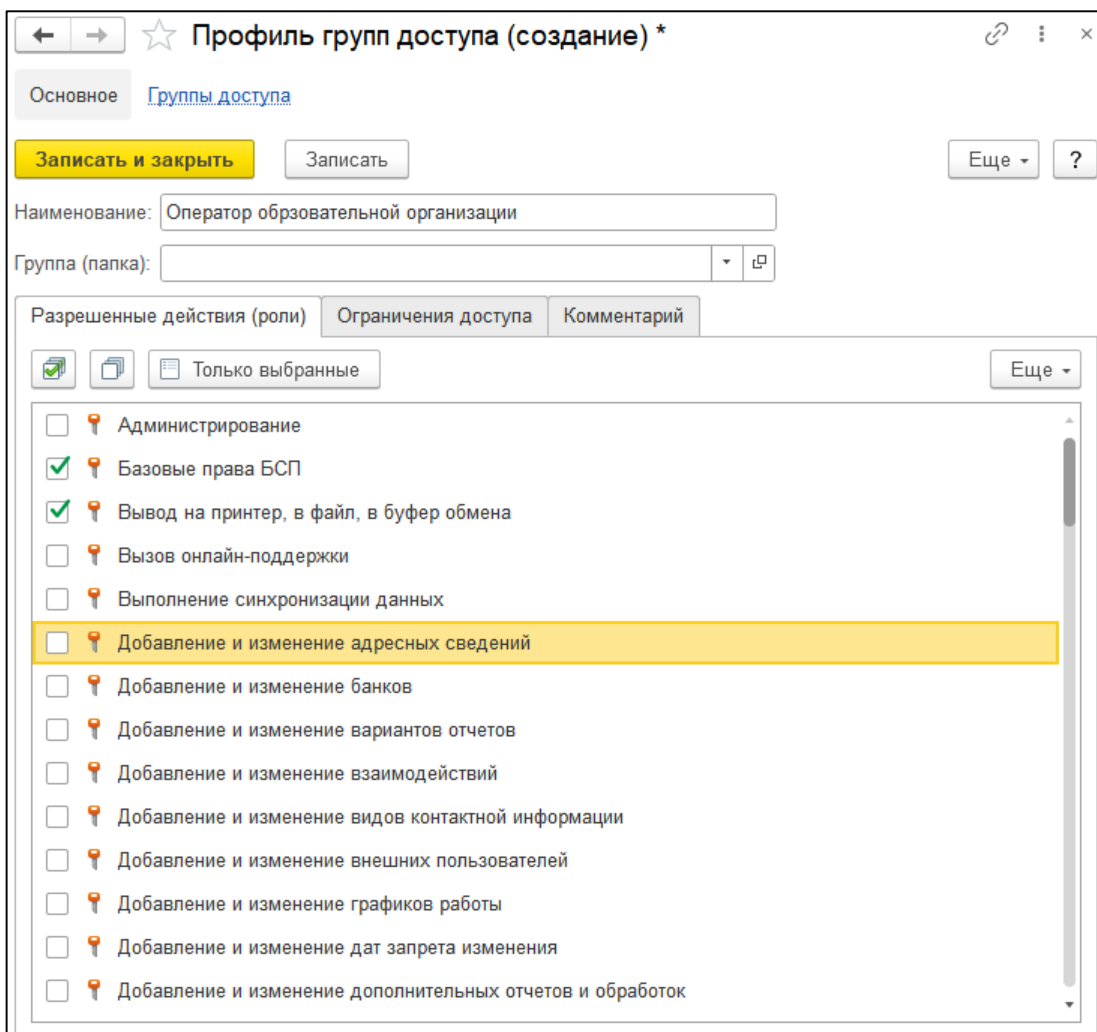 Профиль групп доступа (создание) *
Основное Группы доступа
Записать и закрыть Записать Еще ?
Наименование: Оператор обрзовательной организации
Группа (папка):
Разрешенные действия (роли) Ограничения доступа Комментарий
Только выбранные Еще
Администрирование
Базовые права БСП
Вывод на принтер, в файл, в буфер обмена
Вызов онлайн-поддержки
Выполнение синхронизации данных
Добавление и изменение адресных сведений
Добавление и изменение банков
Добавление и изменение вариантов отчетов
Добавление и изменение взаимодействий
Добавление и изменение видов контактной информации
Добавление и изменение внешних пользователей
Добавление и изменение графиков работы
Добавление и изменение дат запрета изменения
Добавление и изменение дополнительных отчетов и обработок